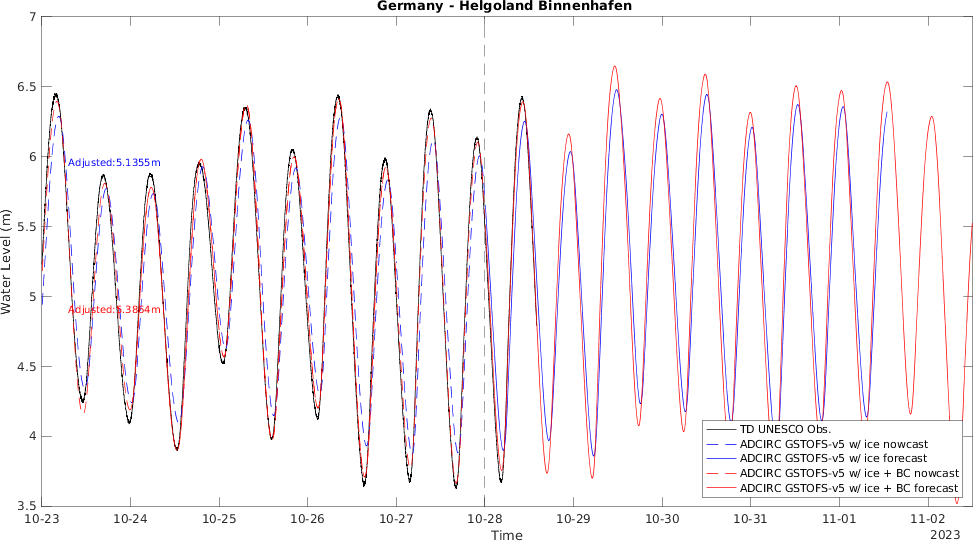 Germany - Helgoland Binnenhafen
Water Level (m)
7
6.5
6
5.5
5
4.5
4
3.5
Adjusted:5.1355m
Adjusted:5.3864m
TD UNESCO Obs.
ADCIRC GSTOFS-v5 w/ ice nowcast
ADCIRC GSTOFS-v5 w/ ice forecast
ADCIRC GSTOFS-v5 w/ ice + BC nowcast
ADCIRC GSTOFS-v5 w/ ice + BC forecast
10-23 10-24 10-25 10-26 10-27 10-28 10-29 10-30 10-31 11-01 11-02
Time
2023